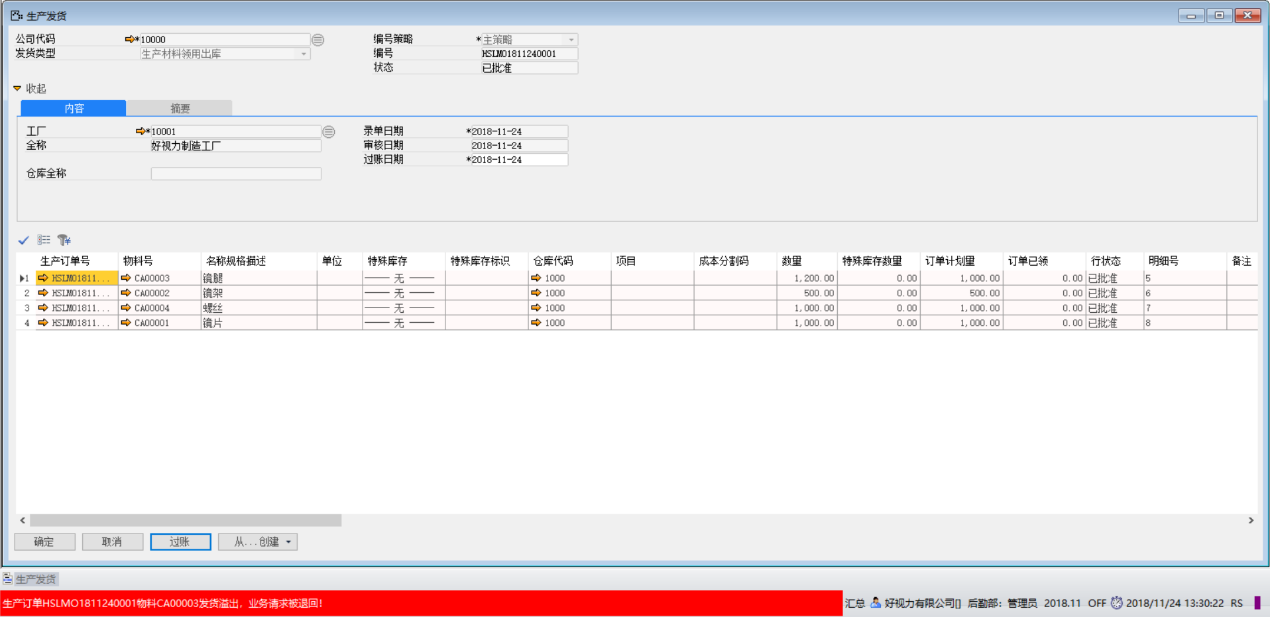 生产发货
公司代码 *10000 编号策略 *主策略
发货类型 生产材料领用出库 编号 HSLMO1811240001
状态 已批准
收起
内容 摘要
工厂 *10001 录单日期 *2018-11-24
全称 好视力制造工厂 审核日期 2018-11-24
过账日期 *2018-11-24
仓库全称
生产订单号 物料号 名称规格描述 单位 特殊库存 特殊库存标识 仓库代码 项目 成本分割码 数量 特殊库存数量 订单计划量 订单已领 行状态 明细号 备注
1 HSLMO1811... CA00003 镜腿 —— 无 —— 1000 1,200.00 0.00 1,000.00 0.00 已批准 5
2 HSLMO1811... CA00002 镜架 —— 无 —— 1000 500.00 0.00 500.00 0.00 已批准 6
3 HSLMO1811... CA00004 螺丝 —— 无 —— 1000 1,000.00 0.00 1,000.00 0.00 已批准 7
4 HSLMO1811... CA00001 镜片 —— 无 —— 1000 1,000.00 0.00 1,000.00 0.00 已批准 8
确定 取消 过账 从...创建
生产发货
生产订单HSLMO1811240001物料CA00003发货溢出，业务请求被退回! 汇总 好视力有限公司[] 后勤部：管理员 2018.11 OFF 2018/11/24 13:30:22 RS